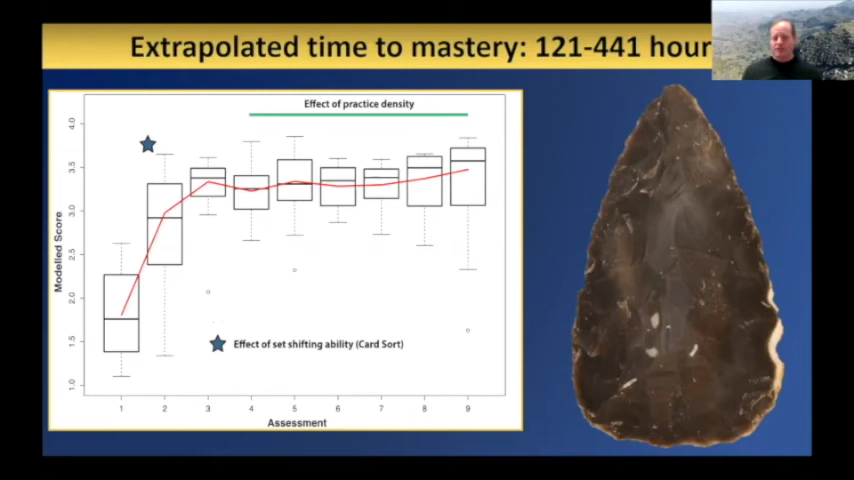 Extrapolated time to mastery: 121-441 hour
Effect of practice density
4.0
3.5
3.0
2.5
2.0
1.5
1.0
Modelled Score
Effect of set shifting ability (Card Sort)
1 2 3 4 5 6 7 8 9
Assessment